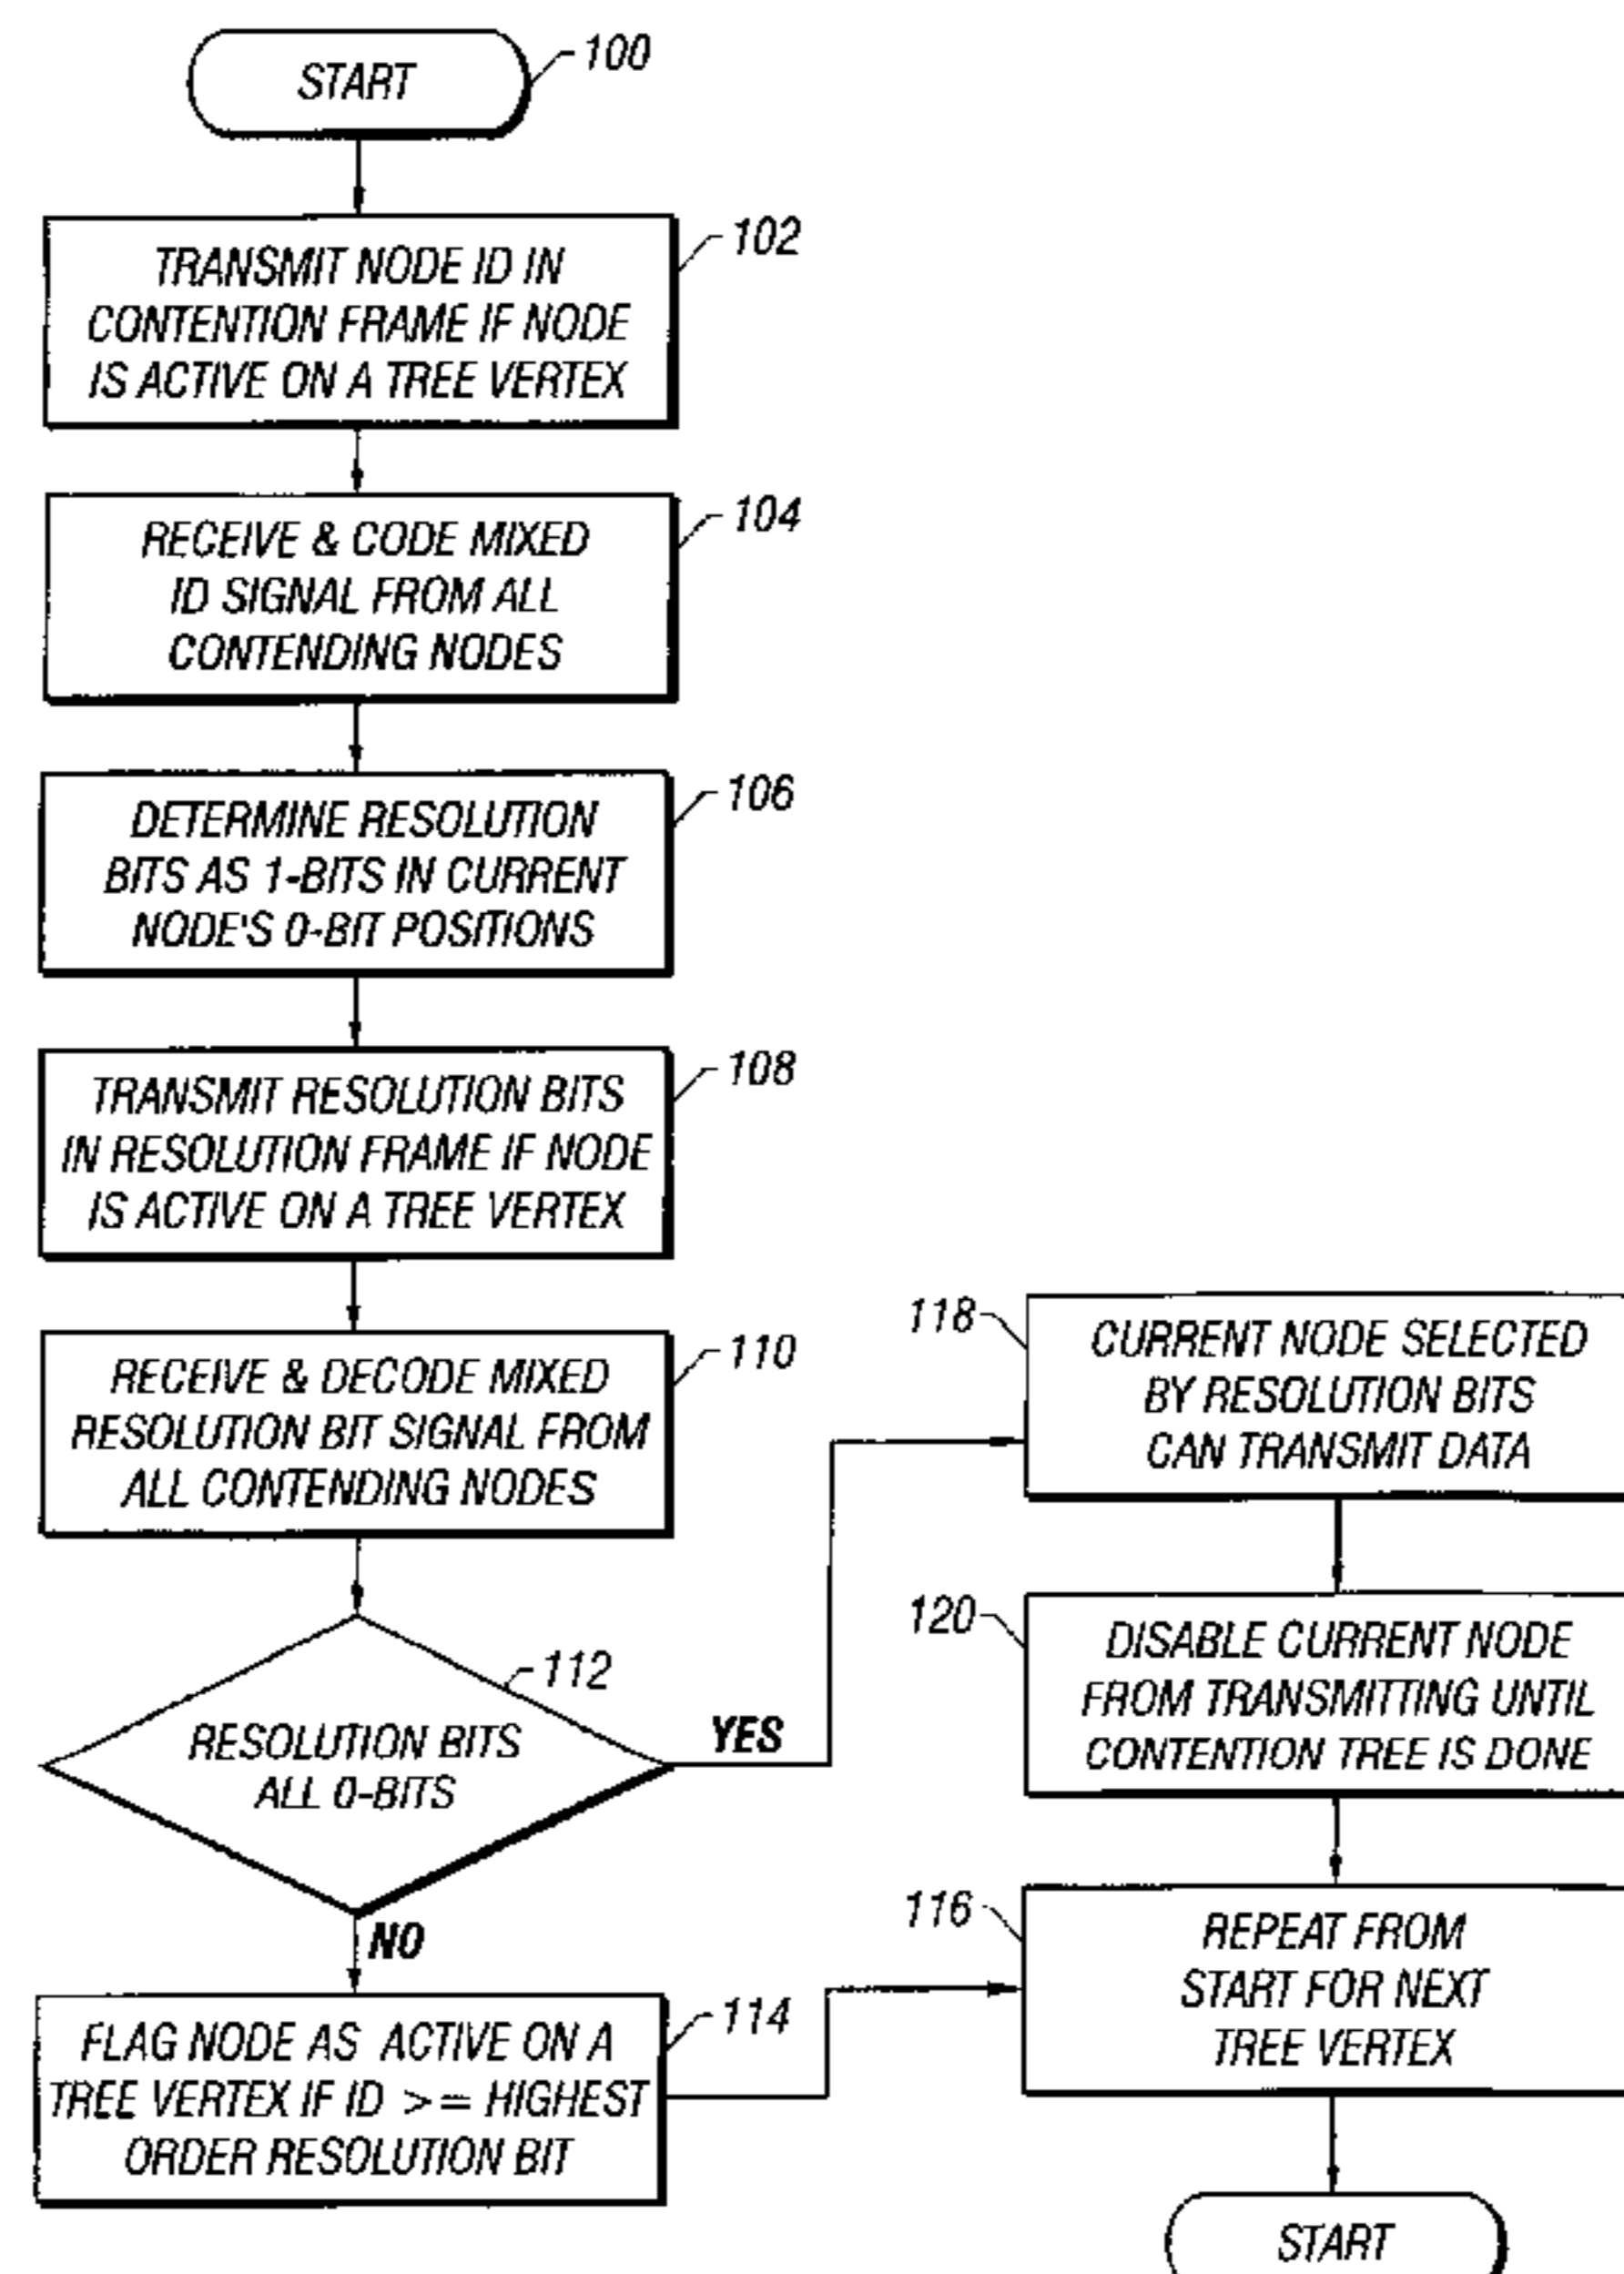 START
100
TRANSMIT NODE ID IN
CONTENTION FRAME IF NODE
IS ACTIVE ON A TREE VERTEX
102
RECEIVE & CODE MIXED
ID SIGNAL FROM ALL
CONTENDING NODES
104
DETERMINE RESOLUTION
BITS AS 1-BITS IN CURRENT
NODE'S 0-BIT POSITIONS
106
TRANSMIT RESOLUTION BITS
IN RESOLUTION FRAME IF NODE
IS ACTIVE ON A TREE VERTEX
108
RECEIVE & DECODE MIXED
RESOLUTION BIT SIGNAL FROM
ALL CONTENDING NODES
110
RESOLUTION BITS
ALL 0-BITS
112
YES
NO
FLAG NODE AS ACTIVE ON A
TREE VERTEX IF ID >= HIGHEST
ORDER RESOLUTION BIT
114
118
CURRENT NODE SELECTED
BY RESOLUTION BITS
CAN TRANSMIT DATA
120
DISABLE CURRENT NODE
FROM TRANSMITTING UNTIL
CONTENTION TREE IS DONE
116
REPEAT FROM
START FOR NEXT
TREE VERTEX
START